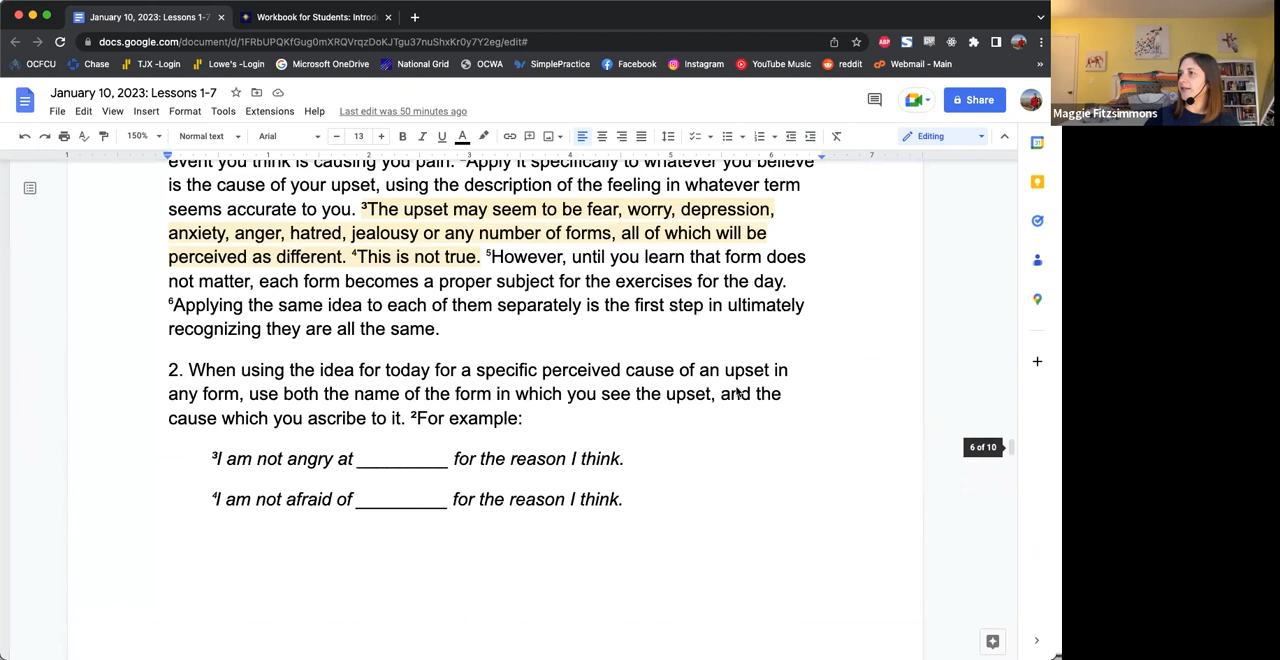 January 10, 2023: Lessons 1-7 ×
Workbook for Students: Introd ×
+
docs.google.com/document/d/1FRbUPQKfGug0mXRQVrqzDoKJTgu37nuShxKr0y7Y2eg/edit#
OCFCU
Chase
TJX -Login
Lowe's -Login
Microsoft OneDrive
National Grid
OCWA
SimplePractice
Facebook
Instagram
YouTube Music
reddit
Webmail - Main
»
January 10, 2023: Lessons 1-7
File Edit View Insert Format Tools Extensions Help Last edit was 50 minutes ago
Share
Maggie Fitzsimmons
150% Normal text Arial − 13 + B I U A Editing
1 1 2 3 4 5 6 7
event you think is causing you pain. ²Apply it specifically to whatever you believe
is the cause of your upset, using the description of the feeling in whatever term
seems accurate to you. ³The upset may seem to be fear, worry, depression,
anxiety, anger, hatred, jealousy or any number of forms, all of which will be
perceived as different. ⁴This is not true. ⁵However, until you learn that form does
not matter, each form becomes a proper subject for the exercises for the day.
⁶Applying the same idea to each of them separately is the first step in ultimately
recognizing they are all the same.
2. When using the idea for today for a specific perceived cause of an upset in
any form, use both the name of the form in which you see the upset, and the
cause which you ascribe to it. ²For example:
6 of 10
³I am not angry at __________ for the reason I think.
⁴I am not afraid of __________ for the reason I think.